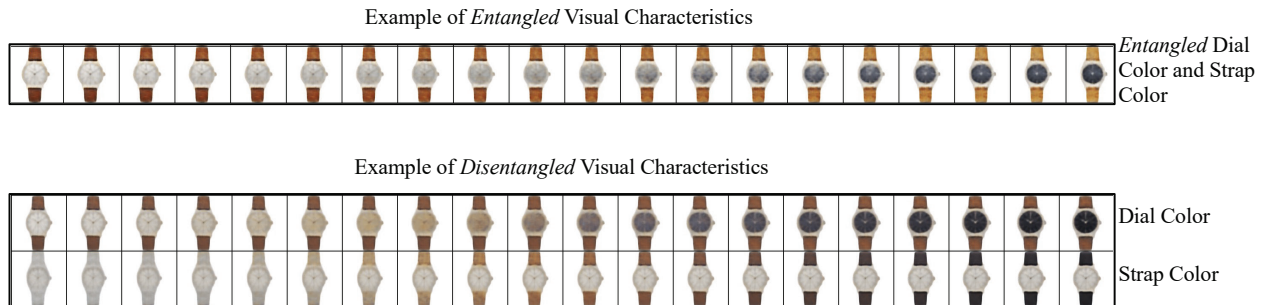 Example of Entangled Visual Characteristics
Entangled Dial
Color and Strap
Color
Example of Disentangled Visual Characteristics
Dial Color
Strap Color